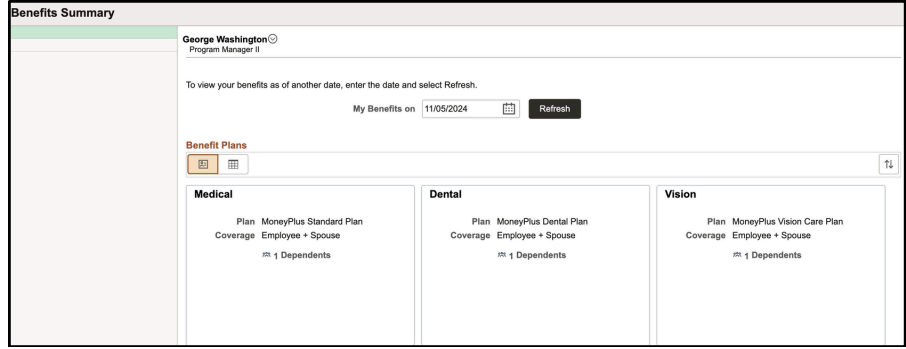 Benefits Summary
George Washington
Program Manager II
To view your benefits as of another date, enter the date and select Refresh.
My Benefits on 11/05/2024 Refresh
Benefit Plans
Medical
Plan MoneyPlus Standard Plan
Coverage Employee + Spouse
1 Dependents
Dental
Plan MoneyPlus Dental Plan
Coverage Employee + Spouse
1 Dependents
Vision
Plan MoneyPlus Vision Care Plan
Coverage Employee + Spouse
1 Dependents